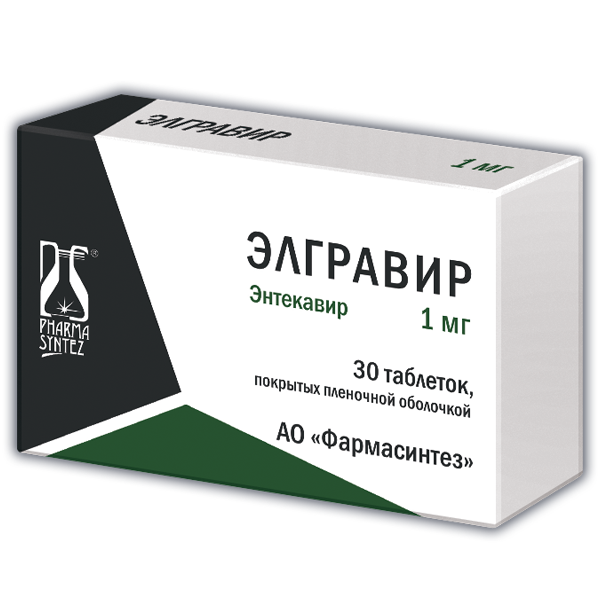 ЭЛГРАВИР
1 мг
PHARMA
SYNTEZ
®
ЭЛГРАВИР
Энтекавир 1 мг
30 таблеток,
покрытых пленочной оболочкой
АО «Фармасинтез»